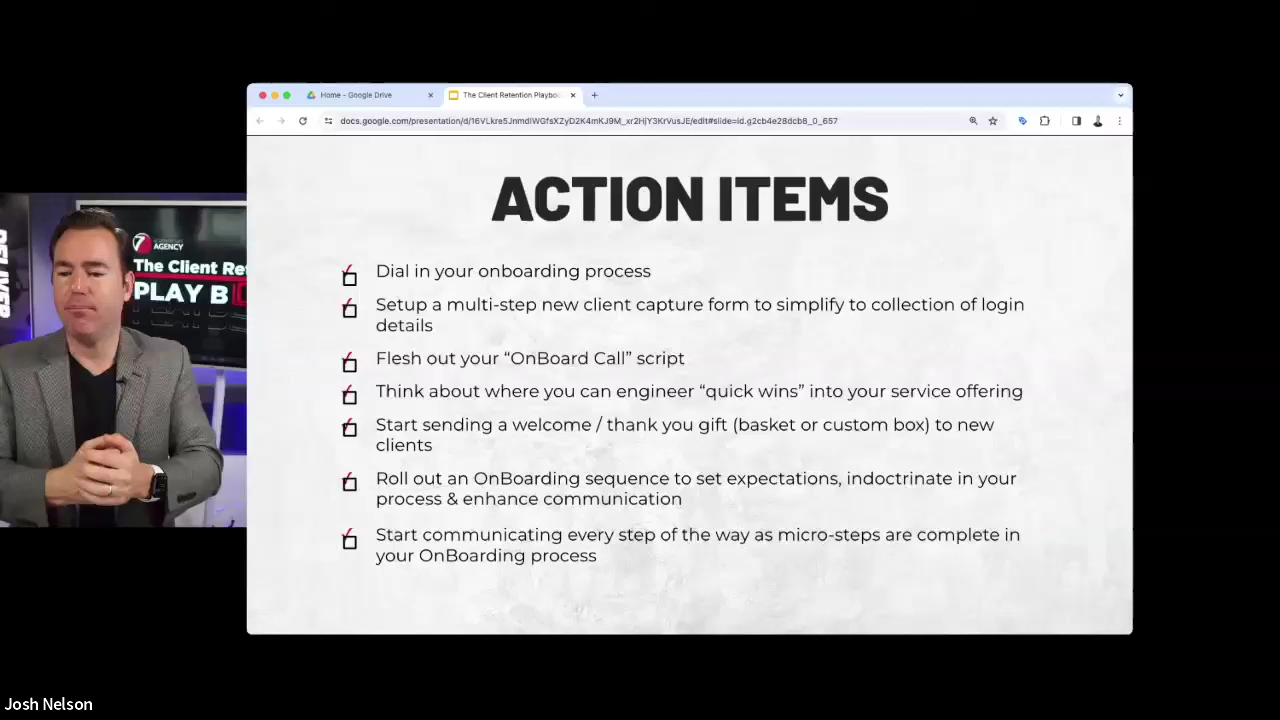 Home - Google Drive
The Client Retention Playboo
docs.google.com/presentation/d/16VLkre5JnmdIWGfsXZyD2K4mKJ9M_xr2HjY3KrVusJE/edit#slide=id.g2cb4e28dcb8_0_657
ACTION ITEMS
Dial in your onboarding process
Setup a multi-step new client capture form to simplify to collection of login
details
Flesh out your “OnBoard Call” script
Think about where you can engineer “quick wins” into your service offering
Start sending a welcome / thank you gift (basket or custom box) to new
clients
Roll out an OnBoarding sequence to set expectations, indoctrinate in your
process & enhance communication
Start communicating every step of the way as micro-steps are complete in
your OnBoarding process
7
AGENCY
The Client Ret
PLAY B
Josh Nelson